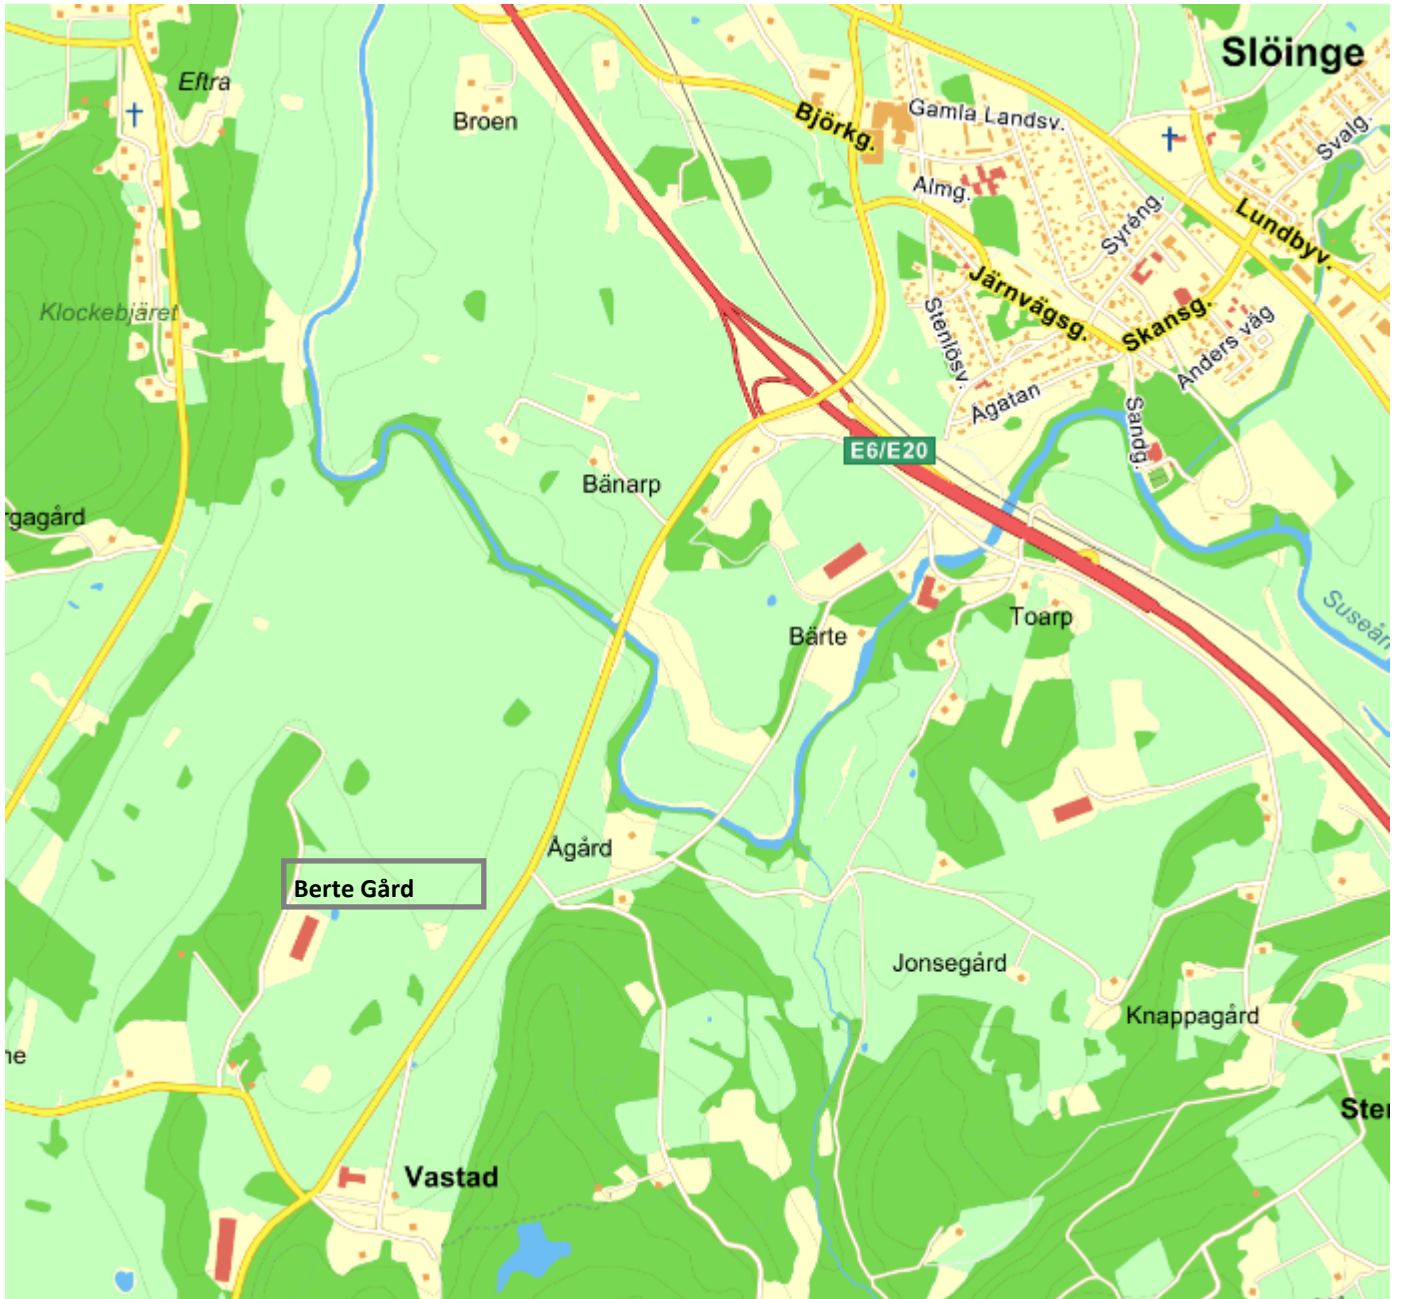 Slöinge
Eftra
Broen
Björkg.
Gamla Landsv.
Svalg.
Almg.
Syréng.
Lundbyv.
Klockebjäret
Järnvägsg.
Stenlösv.
Skansg.
Anders väg
Ågatan
Sandg.
E6/E20
Bänarp
rgagård
Suseån
Toarp
Bärte
Ågård
Berte Gård
Jonsegård
Knappagård
ne
Ster
Vastad